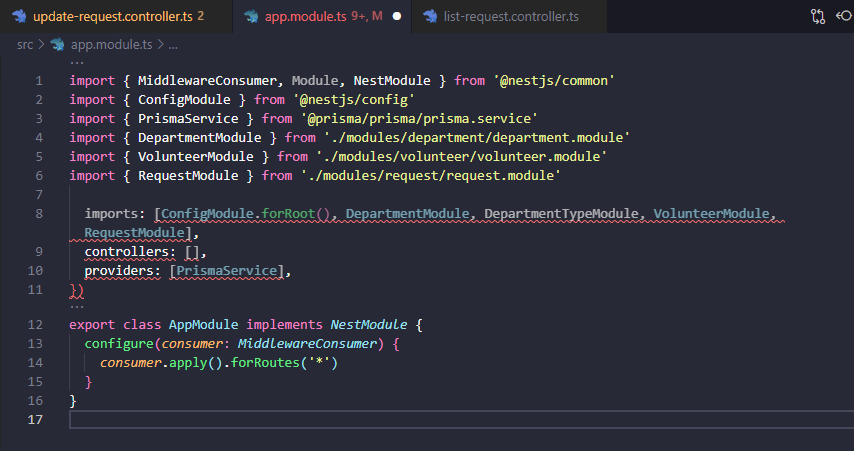 update-request.controller.ts 2 app.module.ts 9+, M list-request.controller.ts
src > app.module.ts > ...
...
1 import { MiddlewareConsumer, Module, NestModule } from '@nestjs/common'
2 import { ConfigModule } from '@nestjs/config'
3 import { PrismaService } from '@prisma/prisma/prisma.service'
4 import { DepartmentModule } from './modules/department/department.module'
5 import { VolunteerModule } from './modules/volunteer/volunteer.module'
6 import { RequestModule } from './modules/request/request.module'
7
8 imports: [ConfigModule.forRoot(), DepartmentModule, DepartmentTypeModule, VolunteerModule,
RequestModule],
9 controllers: [],
10 providers: [PrismaService],
11 })
...
12 export class AppModule implements NestModule {
13 configure(consumer: MiddlewareConsumer) {
14 consumer.apply().forRoutes('*')
15 }
16 }
17